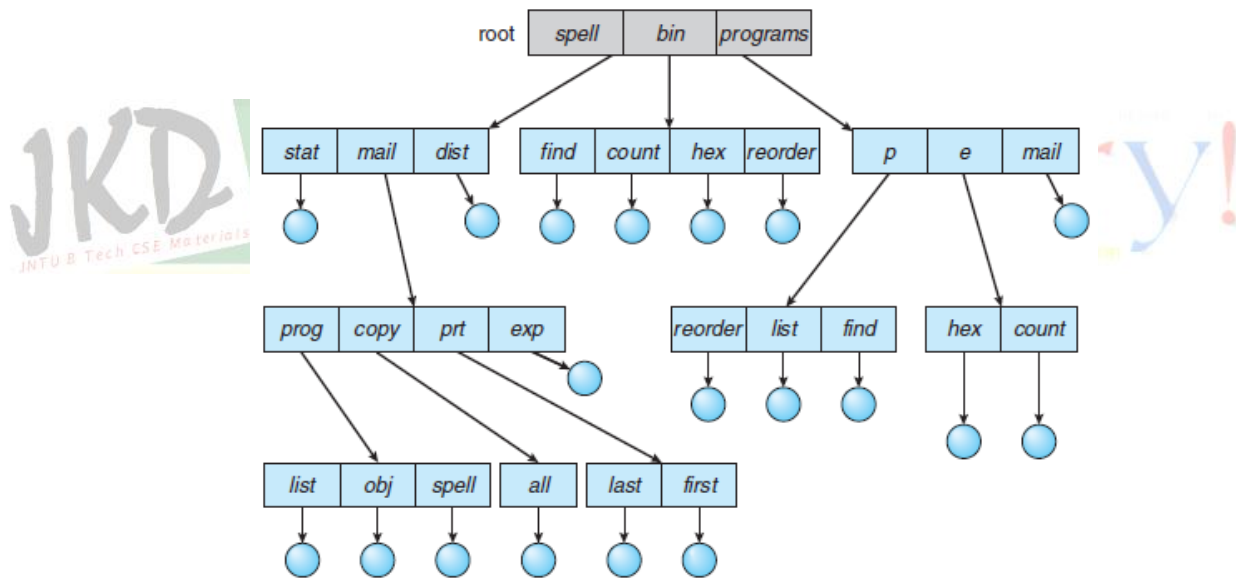 root spell bin programs
stat mail dist find count hex reorder p e mail
prog copy prt exp reorder list find hex count
list obj spell all last first
JKD
JNTU B Tech CSE Materials
y!